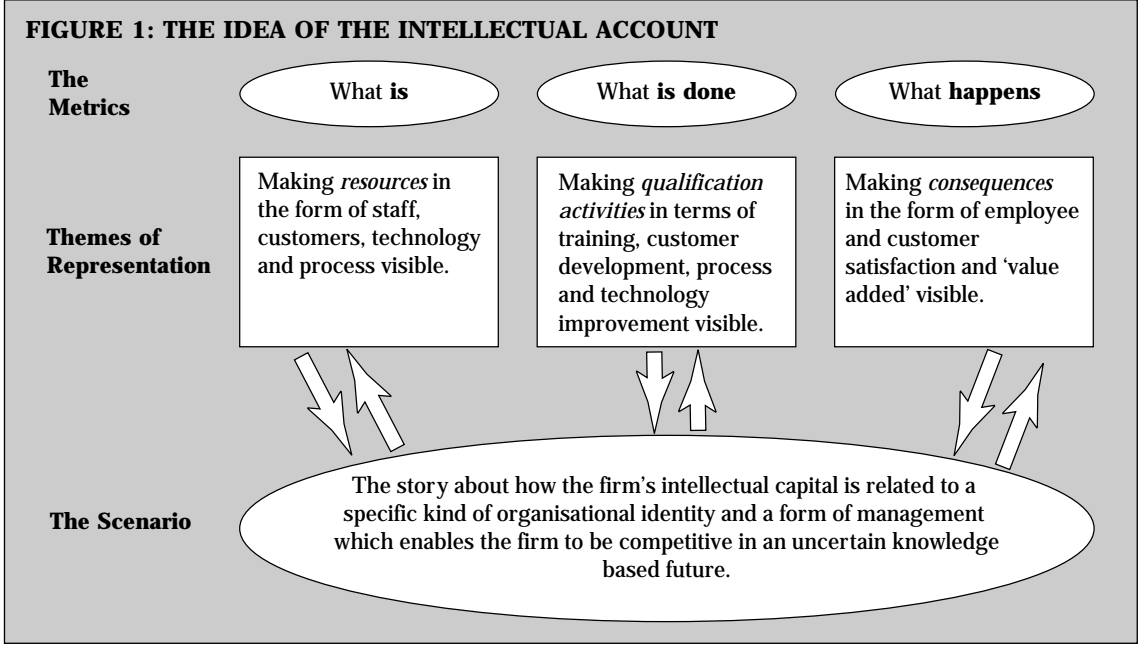 FIGURE 1: THE IDEA OF THE INTELLECTUAL ACCOUNT
The
Metrics
What is
What is done
What happens
Themes of
Representation
Making resources in
the form of staff,
customers, technology
and process visible.
Making qualification
activities in terms of
training, customer
development, process
and technology
improvement visible.
Making consequences
in the form of employee
and customer
satisfaction and ‘value
added’ visible.
The Scenario
The story about how the firm’s intellectual capital is related to a
specific kind of organisational identity and a form of management
which enables the firm to be competitive in an uncertain knowledge
based future.